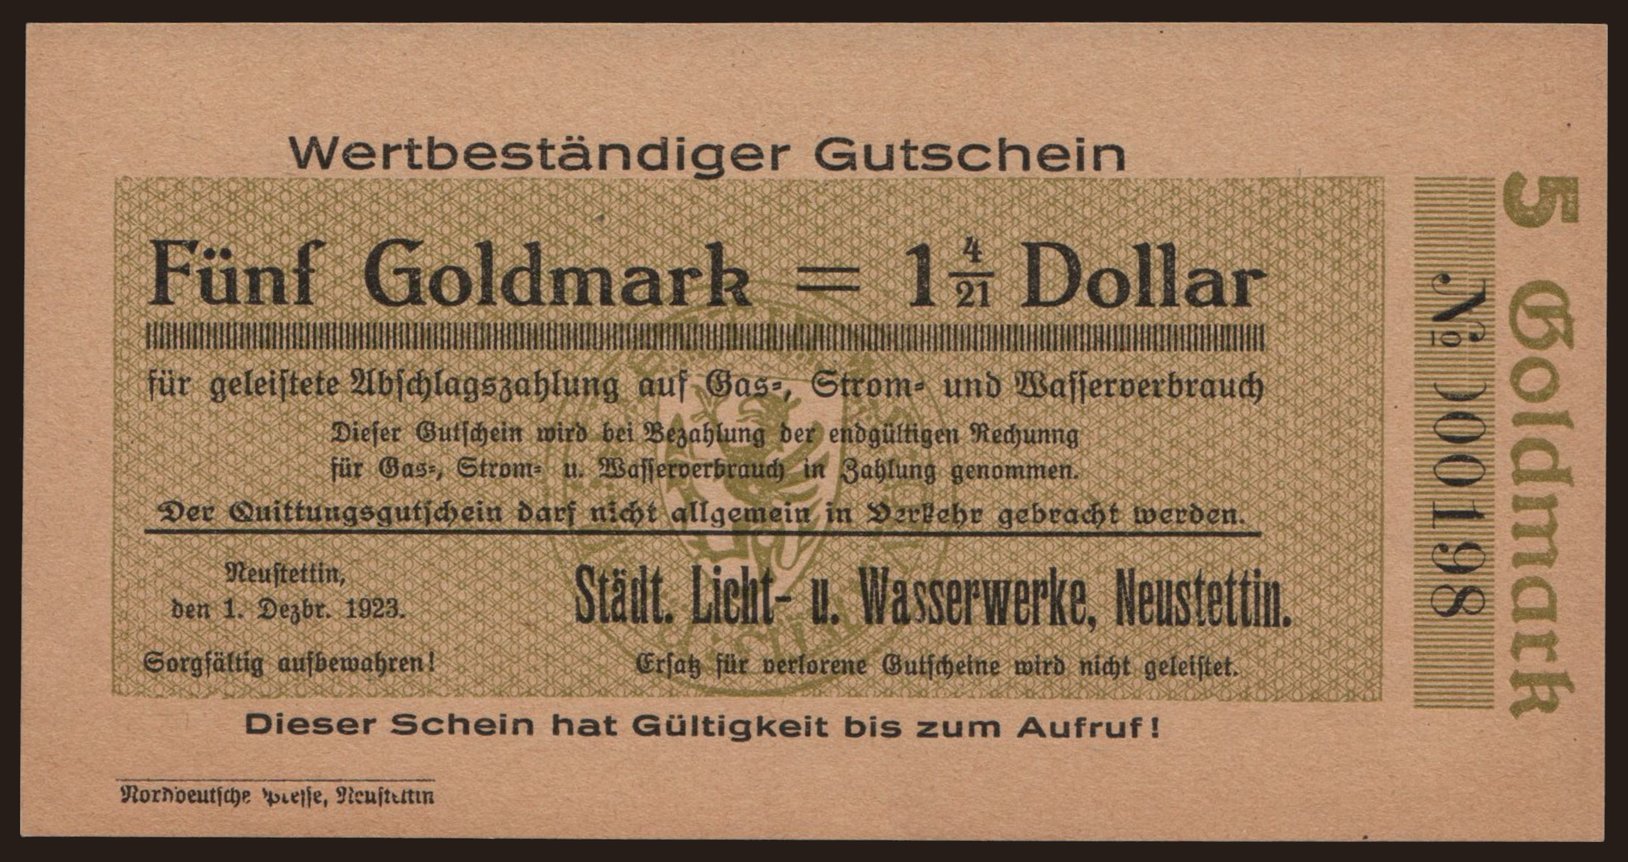 Wertbeständiger Gutschein
Fünf Goldmark = 1 4/21 Dollar
für geleiſtete Abſchlagszahlung auf Gas-, Strom- und Waſſerverbrauch
Dieſer Gutſchein wird bei Bezahlung der endgültigen Rechunng
für Gas-, Strom- u. Waſſerverbrauch in Zahlung genommen.
Der Quittungsgutſchein darf nicht allgemein in Verkehr gebracht werden.
Neuſtettin,
den 1. Dezbr. 1923.
Städt. Licht- u. Wasserwerke, Neustettin.
Sorgfältig aufbewahren!
Erſatz für verlorene Gutſcheine wird nicht geleiſtet.
Dieser Schein hat Gültigkeit bis zum Aufruf!
Norddeutſche Preſſe, Neuſtettin
№ 000198
5 Goldmark